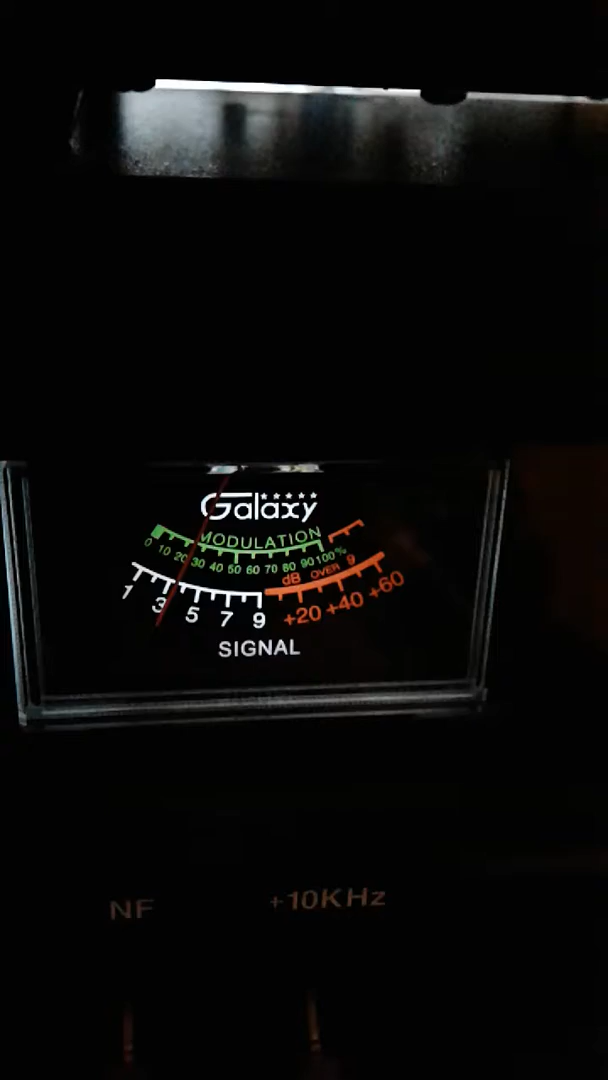 Galaxy
MODULATION
0 10 20 30 40 50 60 70 80 90 100%
dB OVER 9
1 3 5 7 9 +20 +40 +60
SIGNAL
NF +10KHz